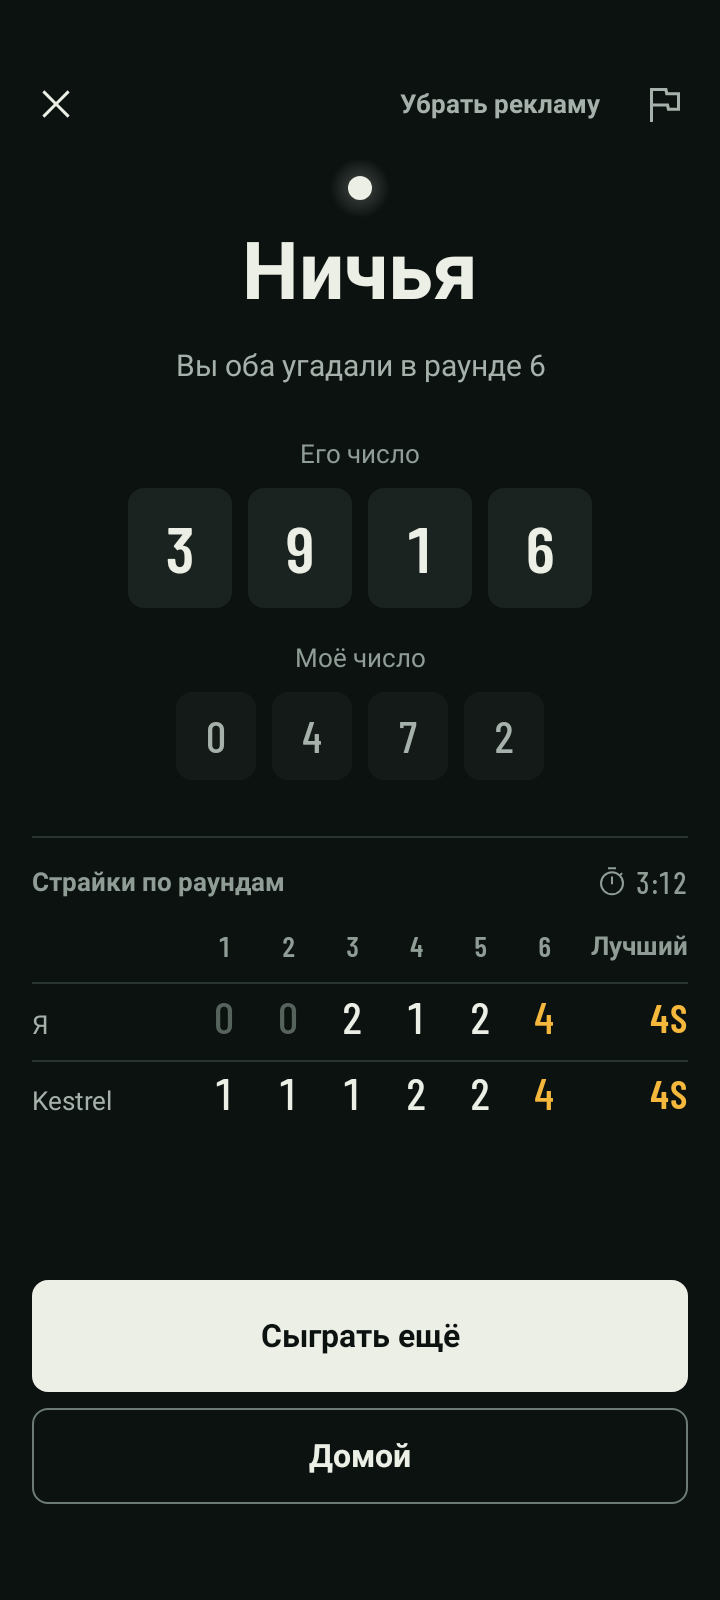 Убрать рекламу
Ничья
Вы оба угадали в раунде 6
Его число
3 9 1 6
Моё число
0 4 7 2
Страйки по раундам 3:12
1 2 3 4 5 6 Лучший
Я 0 0 2 1 2 4 4S
Kestrel 1 1 1 2 2 4 4S
Сыграть ещё
Домой